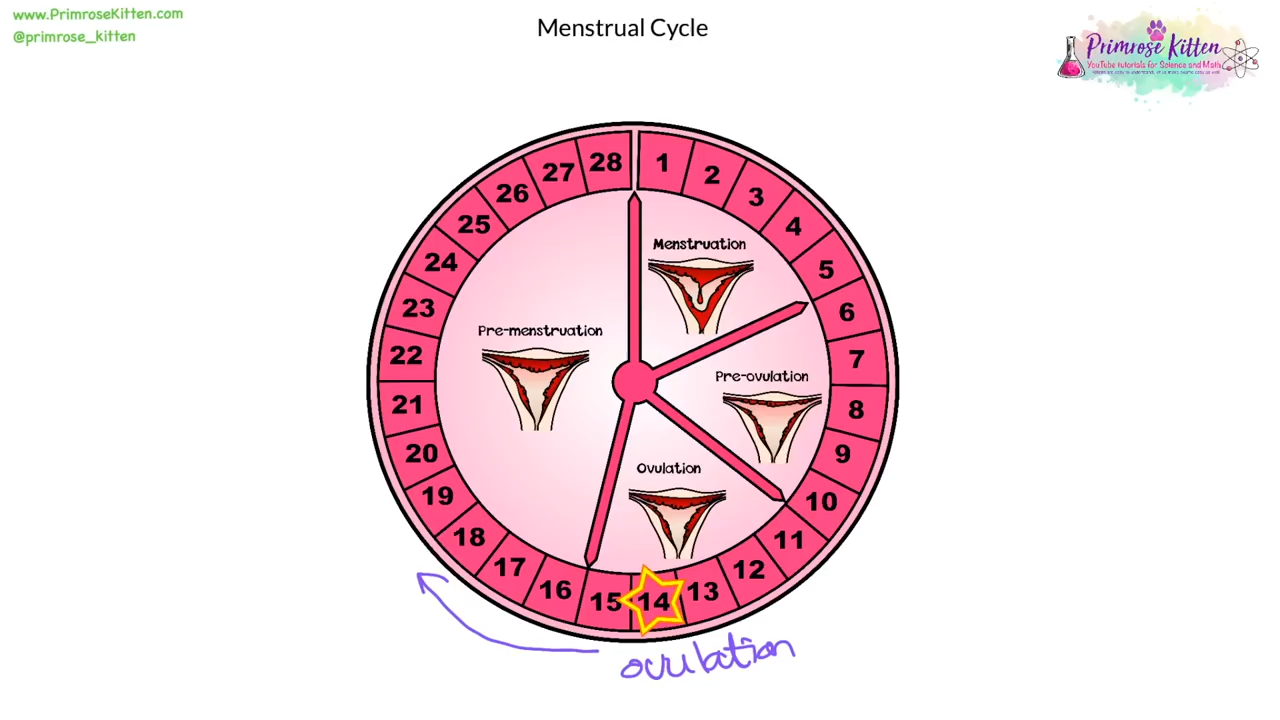 www.PrimroseKitten.com
@primrose_kitten
Menstrual Cycle
Primrose Kitten
YouTube tutorials for Science and Math
28 1
27 2
26 3
25 4
24 5
23 6
22 7
21 8
20 9
19 10
18 11
17 12
16 13
15 14
Menstruation
Pre-menstruation
Pre-ovulation
Ovulation
ovulation